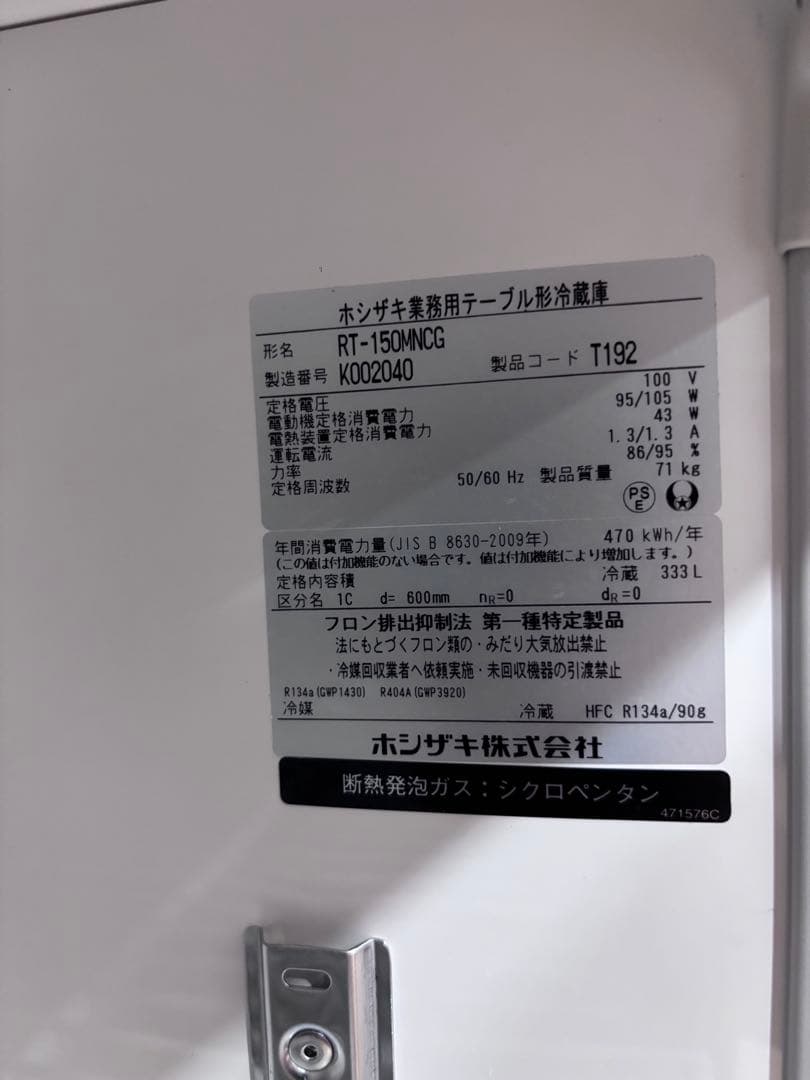 ホシザキ業務用テーブル形冷蔵庫
形名 RT-150MNCG
製造番号 K002040 製品コード T192
定格電圧 100 V
電動機定格消費電力 95/105 W
電熱装置定格消費電力 43 W
運転電流 1.3/1.3 A
力率 86/95 %
定格周波数 50/60 Hz 製品質量 71 kg
PS
E
年間消費電力量(JIS B 8630-2009年) 470 kWh/年
(この値は付加機能のない場合です。値は付加機能により増加します。)
定格内容積 冷蔵 333 L
区分名 1C d= 600mm nR=0 dR=0
フロン排出抑制法 第一種特定製品
法にもとづくフロン類の・みだり大気放出禁止
・冷媒回収業者へ依頼実施・未回収機器の引渡禁止
R134a(GWP1430) R404A(GWP3920)
冷媒 冷蔵 HFC R134a/90g
ホシザキ株式会社
断熱発泡ガス:シクロペンタン
471576C